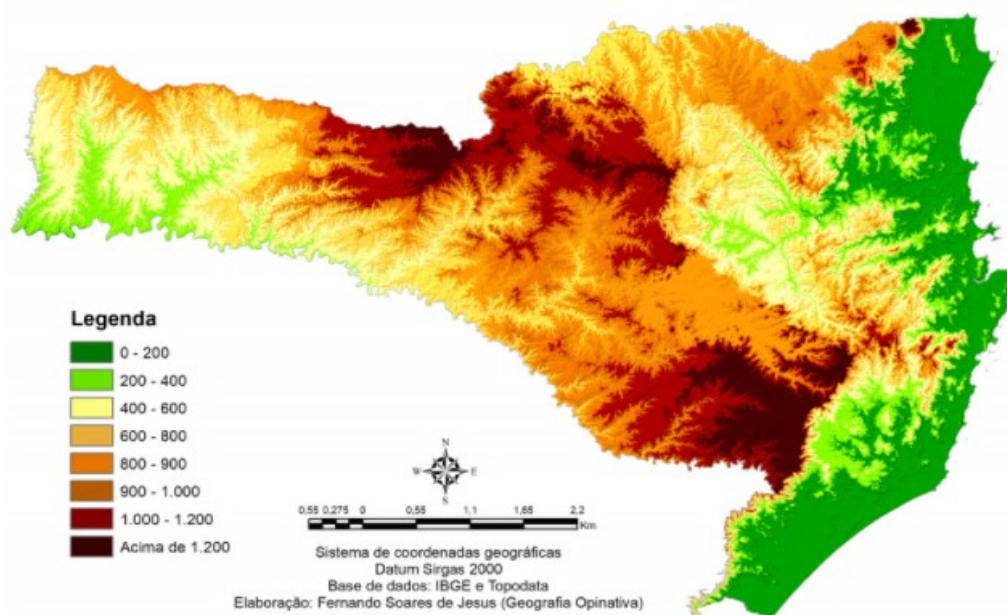 Legenda
0 - 200
200 - 400
400 - 600
600 - 800
800 - 900
900 - 1.000
1.000 - 1.200
Acima de 1.200
N
W E
S
0,55 0,275 0 0,55 1,1 1,65 2,2
Km
Sistema de coordenadas geográficas
Datum Sirgas 2000
Base de dados: IBGE e Topodata
Elaboração: Fernando Soares de Jesus (Geografia Opinativa)